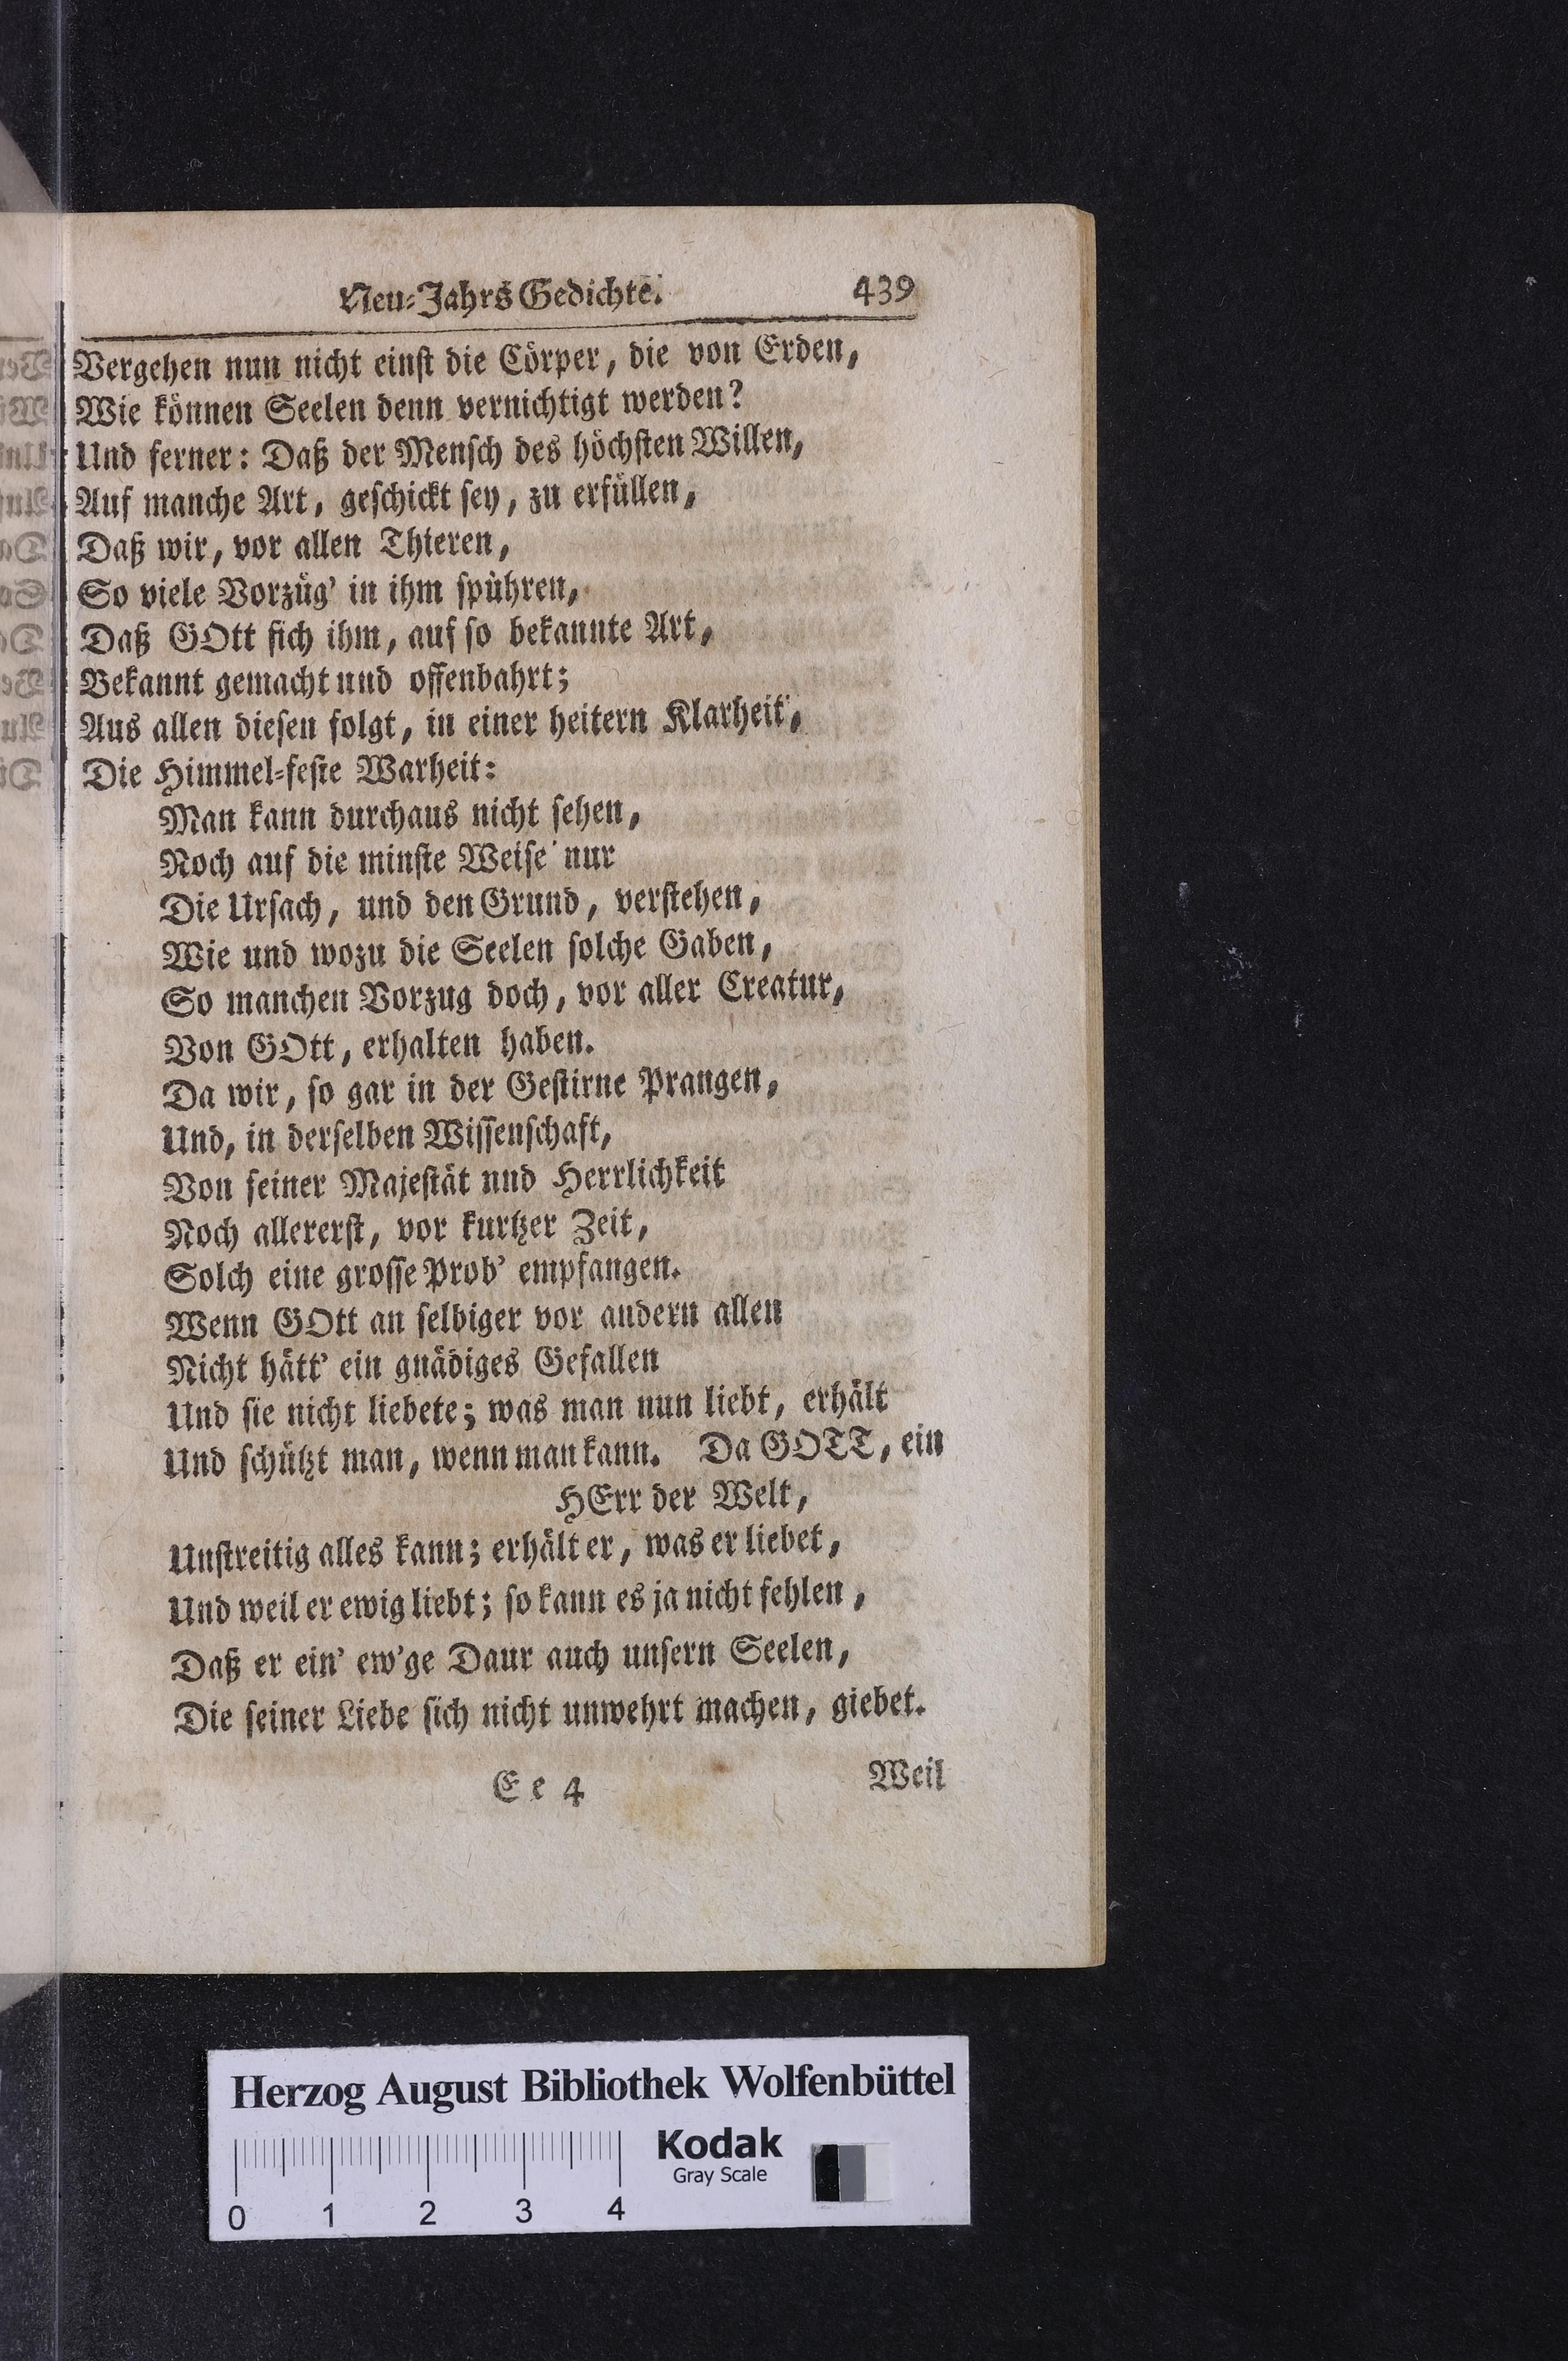 Neu-Jahrs Gedichte. 439
Vergehen nun nicht einst die Cörper, die von Erden,
Wie können Seelen denn vernichtigt werden?
Und ferner: Daß der Mensch des höchsten Willen,
Auf manche Art, geschickt sey, zu erfüllen,
Daß wir, vor allen Thieren,
So viele Vorzüg' in ihm spühren,
Daß GOtt sich ihm, auf so bekannte Art,
Bekannt gemacht und offenbahrt;
Aus allen diesen folgt, in einer heitern Klarheit,
Die Himmel-feste Warheit:
Man kann durchaus nicht sehen,
Noch auf die minste Weise nur
Die Ursach, und den Grund, verstehen,
Wie und wozu die Seelen solche Gaben,
So manchen Vorzug doch, vor aller Creatur,
Von GOtt, erhalten haben.
Da wir, so gar in der Gestirne Prangen,
Und, in derselben Wissenschaft,
Von seiner Majestät und Herrlichkeit
Noch allererst, vor kurtzer Zeit,
Solch eine grosse Prob' empfangen.
Wenn GOtt an selbiger vor andern allen
Nicht hätt' ein gnädiges Gefallen
Und sie nicht liebete; was man nun liebt, erhält
Und schützt man, wenn man kann. Da GOTT, ein
HErr der Welt,
Unstreitig alles kann; erhält er, was er liebet,
Und weil er ewig liebt; so kann es ja nicht fehlen,
Daß er ein' ew'ge Daur auch unsern Seelen,
Die seiner Liebe sich nicht unwehrt machen, giebet.
Ee 4 Weil
Herzog August Bibliothek Wolfenbüttel
Kodak
Gray Scale
0 1 2 3 4